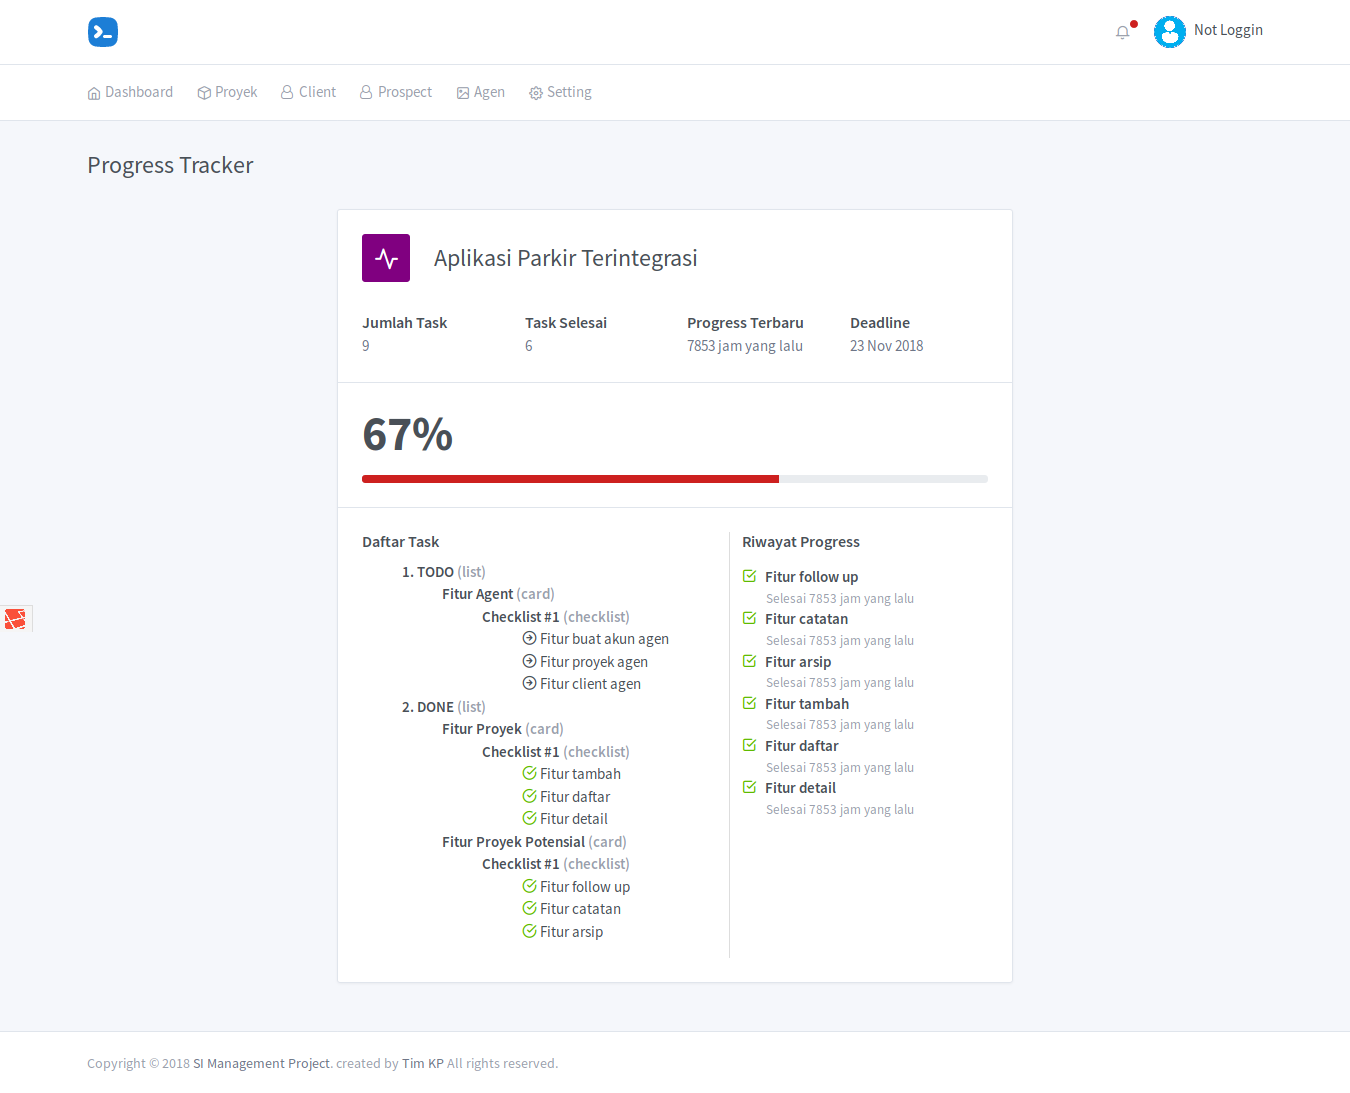 Not Loggin
Dashboard Proyek Client Prospect Agen Setting
Progress Tracker
Aplikasi Parkir Terintegrasi
Jumlah Task Task Selesai Progress Terbaru Deadline
9 6 7853 jam yang lalu 23 Nov 2018
67%
Daftar Task
1. TODO (list)
Fitur Agent (card)
Checklist #1 (checklist)
Fitur buat akun agen
Fitur proyek agen
Fitur client agen
2. DONE (list)
Fitur Proyek (card)
Checklist #1 (checklist)
Fitur tambah
Fitur daftar
Fitur detail
Fitur Proyek Potensial (card)
Checklist #1 (checklist)
Fitur follow up
Fitur catatan
Fitur arsip
Riwayat Progress
Fitur follow up
Selesai 7853 jam yang lalu
Fitur catatan
Selesai 7853 jam yang lalu
Fitur arsip
Selesai 7853 jam yang lalu
Fitur tambah
Selesai 7853 jam yang lalu
Fitur daftar
Selesai 7853 jam yang lalu
Fitur detail
Selesai 7853 jam yang lalu
Copyright © 2018 SI Management Project. created by Tim KP All rights reserved.